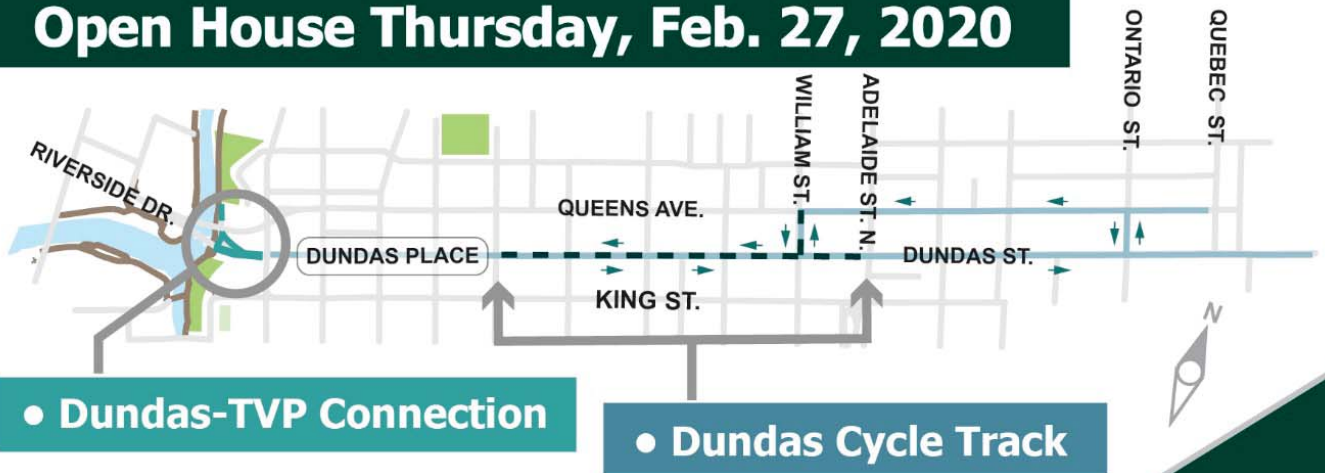 Open House Thursday, Feb. 27, 2020
ONTARIO ST.
QUEBEC ST.
WILLIAM ST.
ADELAIDE ST. N.
RIVERSIDE DR.
QUEENS AVE.
DUNDAS PLACE
DUNDAS ST.
KING ST.
N
• Dundas-TVP Connection
• Dundas Cycle Track